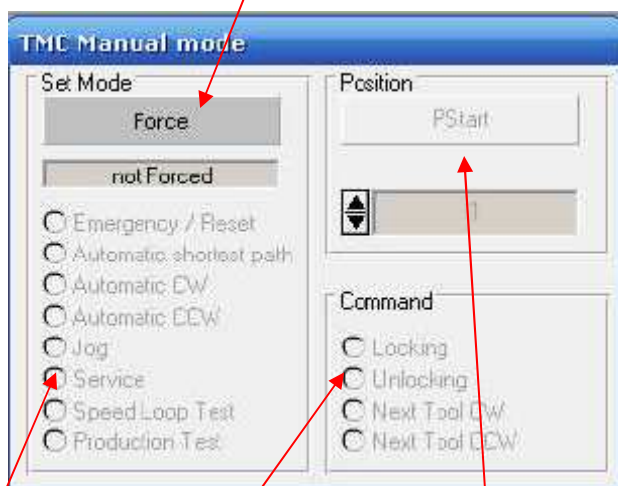 TMC Manual mode
Set Mode
Force
not Forced
Emergency / Reset
Automatic shortest path
Automatic CW
Automatic CCW
Jog
Service
Speed Loop Test
Production Test
Position
PStart
1
Command
Locking
Unlocking
Next Tool CW
Next Tool CCW